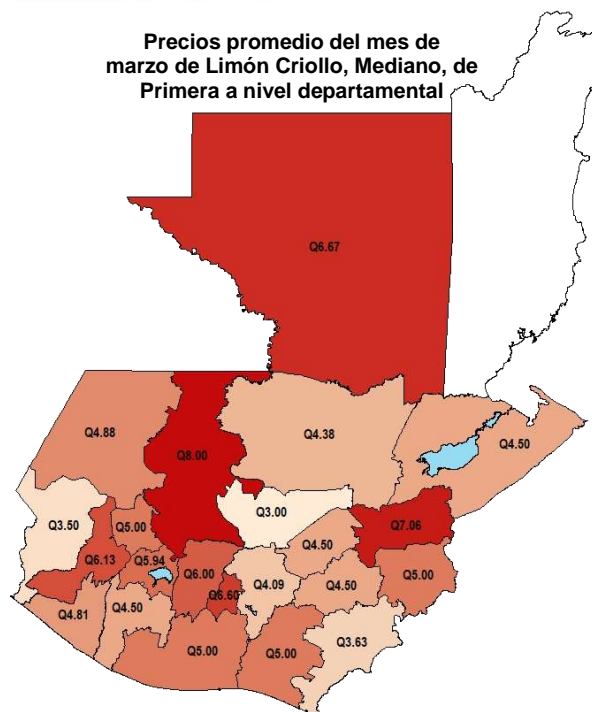 Precios promedio del mes de
marzo de Limón Criollo, Mediano, de
Primera a nivel departamental
Q6.67
Q4.88
Q8.00
Q4.38
Q4.50
Q3.50
Q5.00
Q3.00
Q7.06
Q4.50
Q6.13
Q5.94
Q6.00
Q6.60
Q4.09
Q4.50
Q5.00
Q4.81
Q4.50
Q5.00
Q5.00
Q3.63